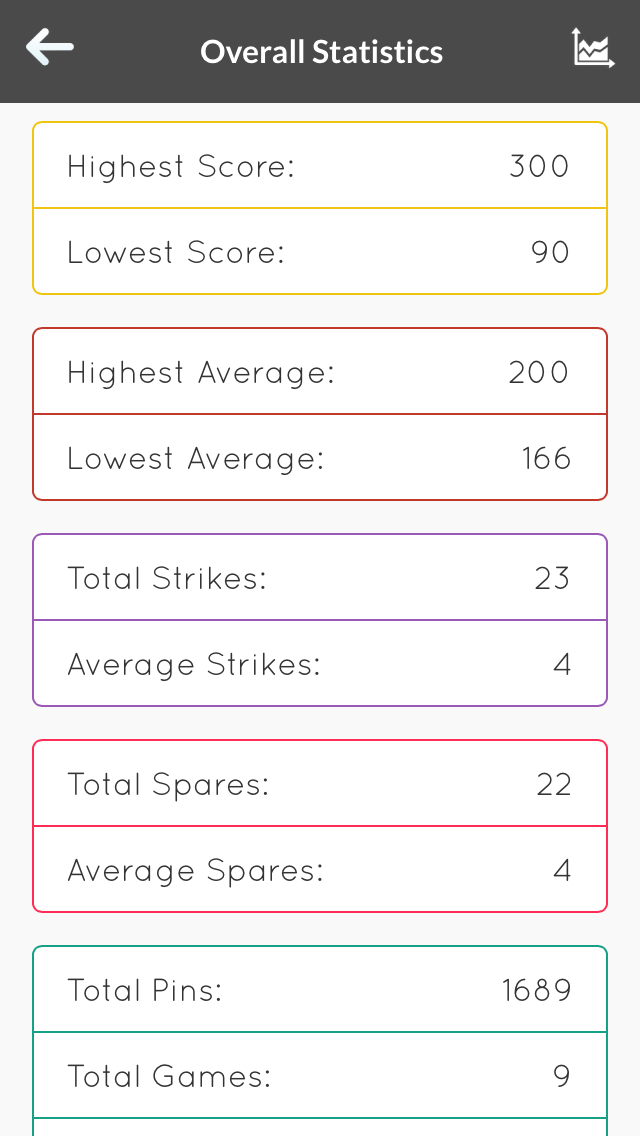 Overall Statistics
Highest Score: 300
Lowest Score: 90
Highest Average: 200
Lowest Average: 166
Total Strikes: 23
Average Strikes: 4
Total Spares: 22
Average Spares: 4
Total Pins: 1689
Total Games: 9